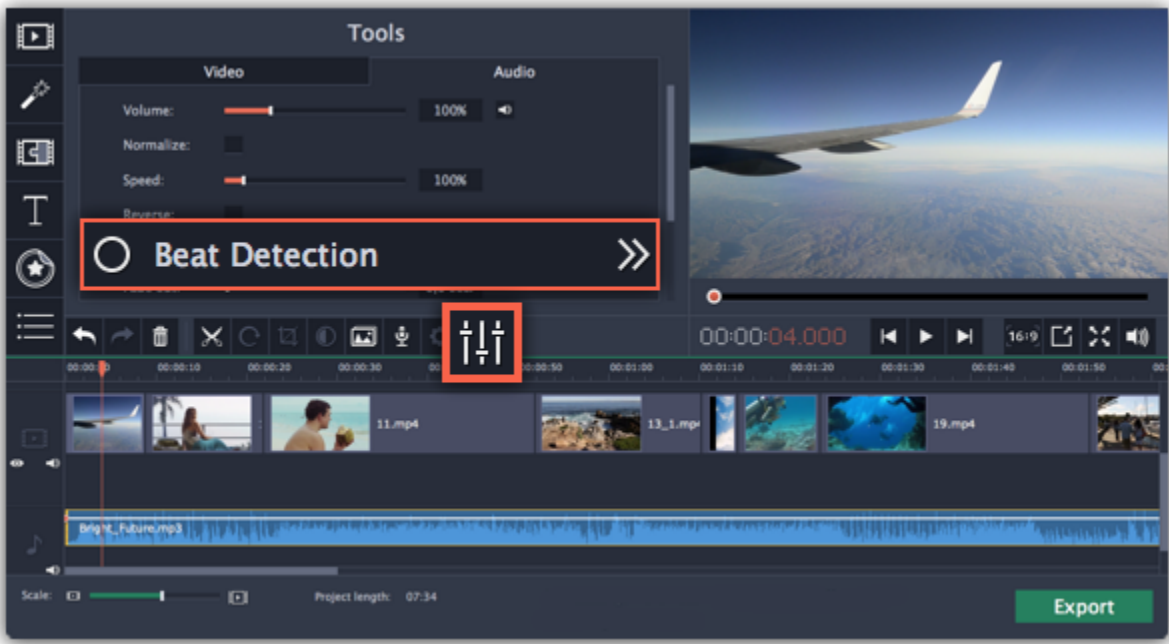 Tools
Video Audio
Volume: 100%
Normalize:
Speed: 100%
Reverse:
Beat Detection
T
00:00:04.000
16:9
00:00:10 00:00:20 00:00:30 00:00:50 00:01:00 00:01:10 00:01:20 00:01:30 00:01:40 00:01:50
11.mp4 13_1.mp 19.mp4
Bright_Future.mp3
Scale: Project length: 07:34
Export